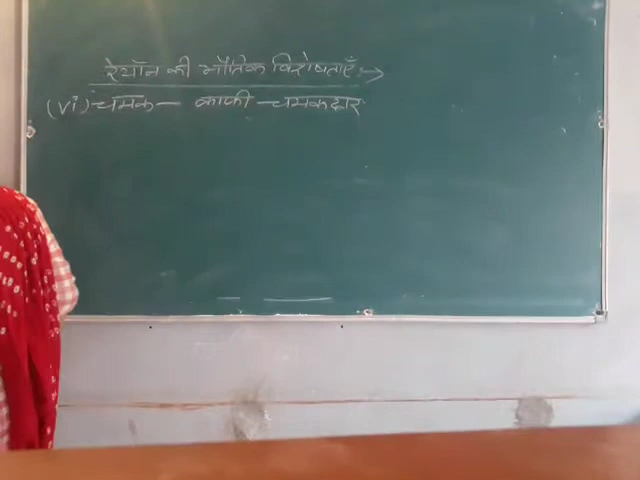 रेयॉन की भौतिक विशेषताएँ :->
(vi) चमक - काफी चमकदार